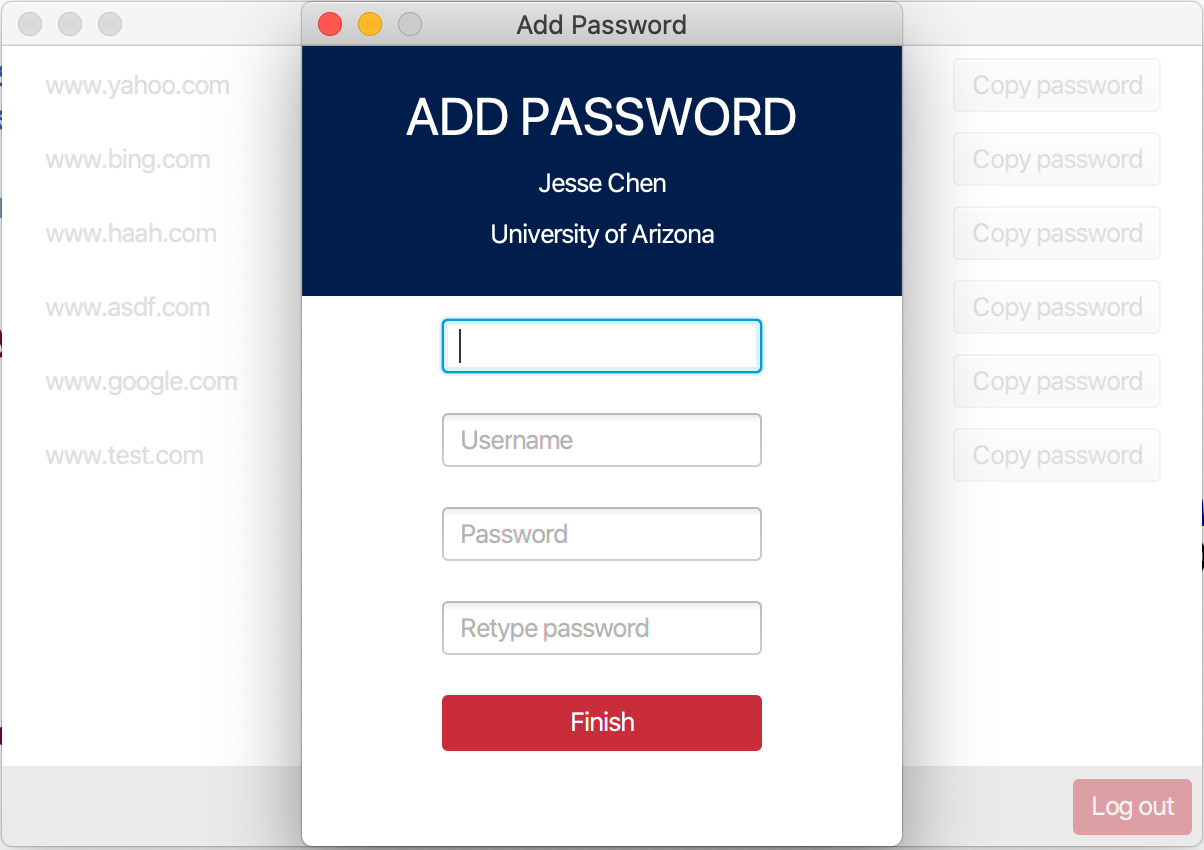 Add Password
ADD PASSWORD
Jesse Chen
University of Arizona
Username
Password
Retype password
Finish
www.yahoo.com Copy password
www.bing.com Copy password
www.haah.com Copy password
www.asdf.com Copy password
www.google.com Copy password
www.test.com Copy password
Log out